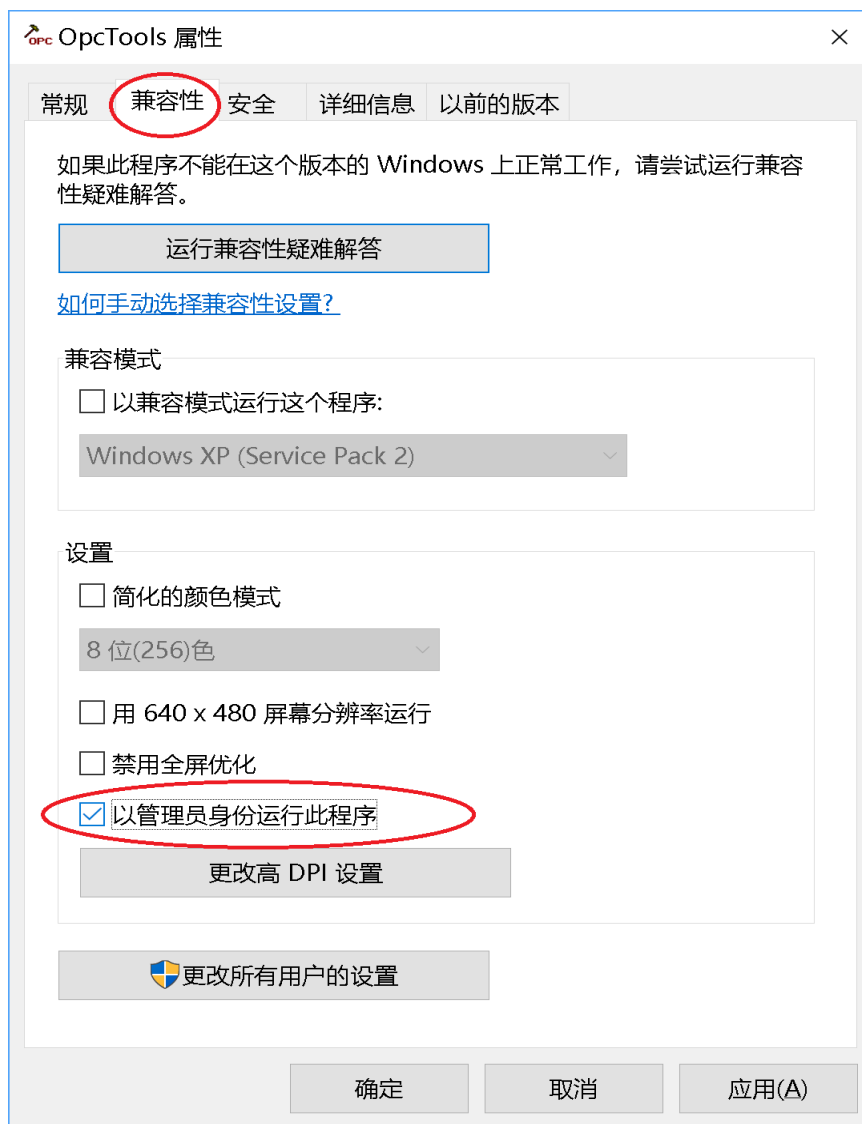 OPC OpcTools 属性
常规 兼容性 安全 详细信息 以前的版本
如果此程序不能在这个版本的 Windows 上正常工作，请尝试运行兼容
性疑难解答。
运行兼容性疑难解答
如何手动选择兼容性设置?
兼容模式
以兼容模式运行这个程序:
Windows XP (Service Pack 2)
设置
简化的颜色模式
8 位(256)色
用 640 x 480 屏幕分辨率运行
禁用全屏优化
以管理员身份运行此程序
更改高 DPI 设置
更改所有用户的设置
确定 取消 应用(A)